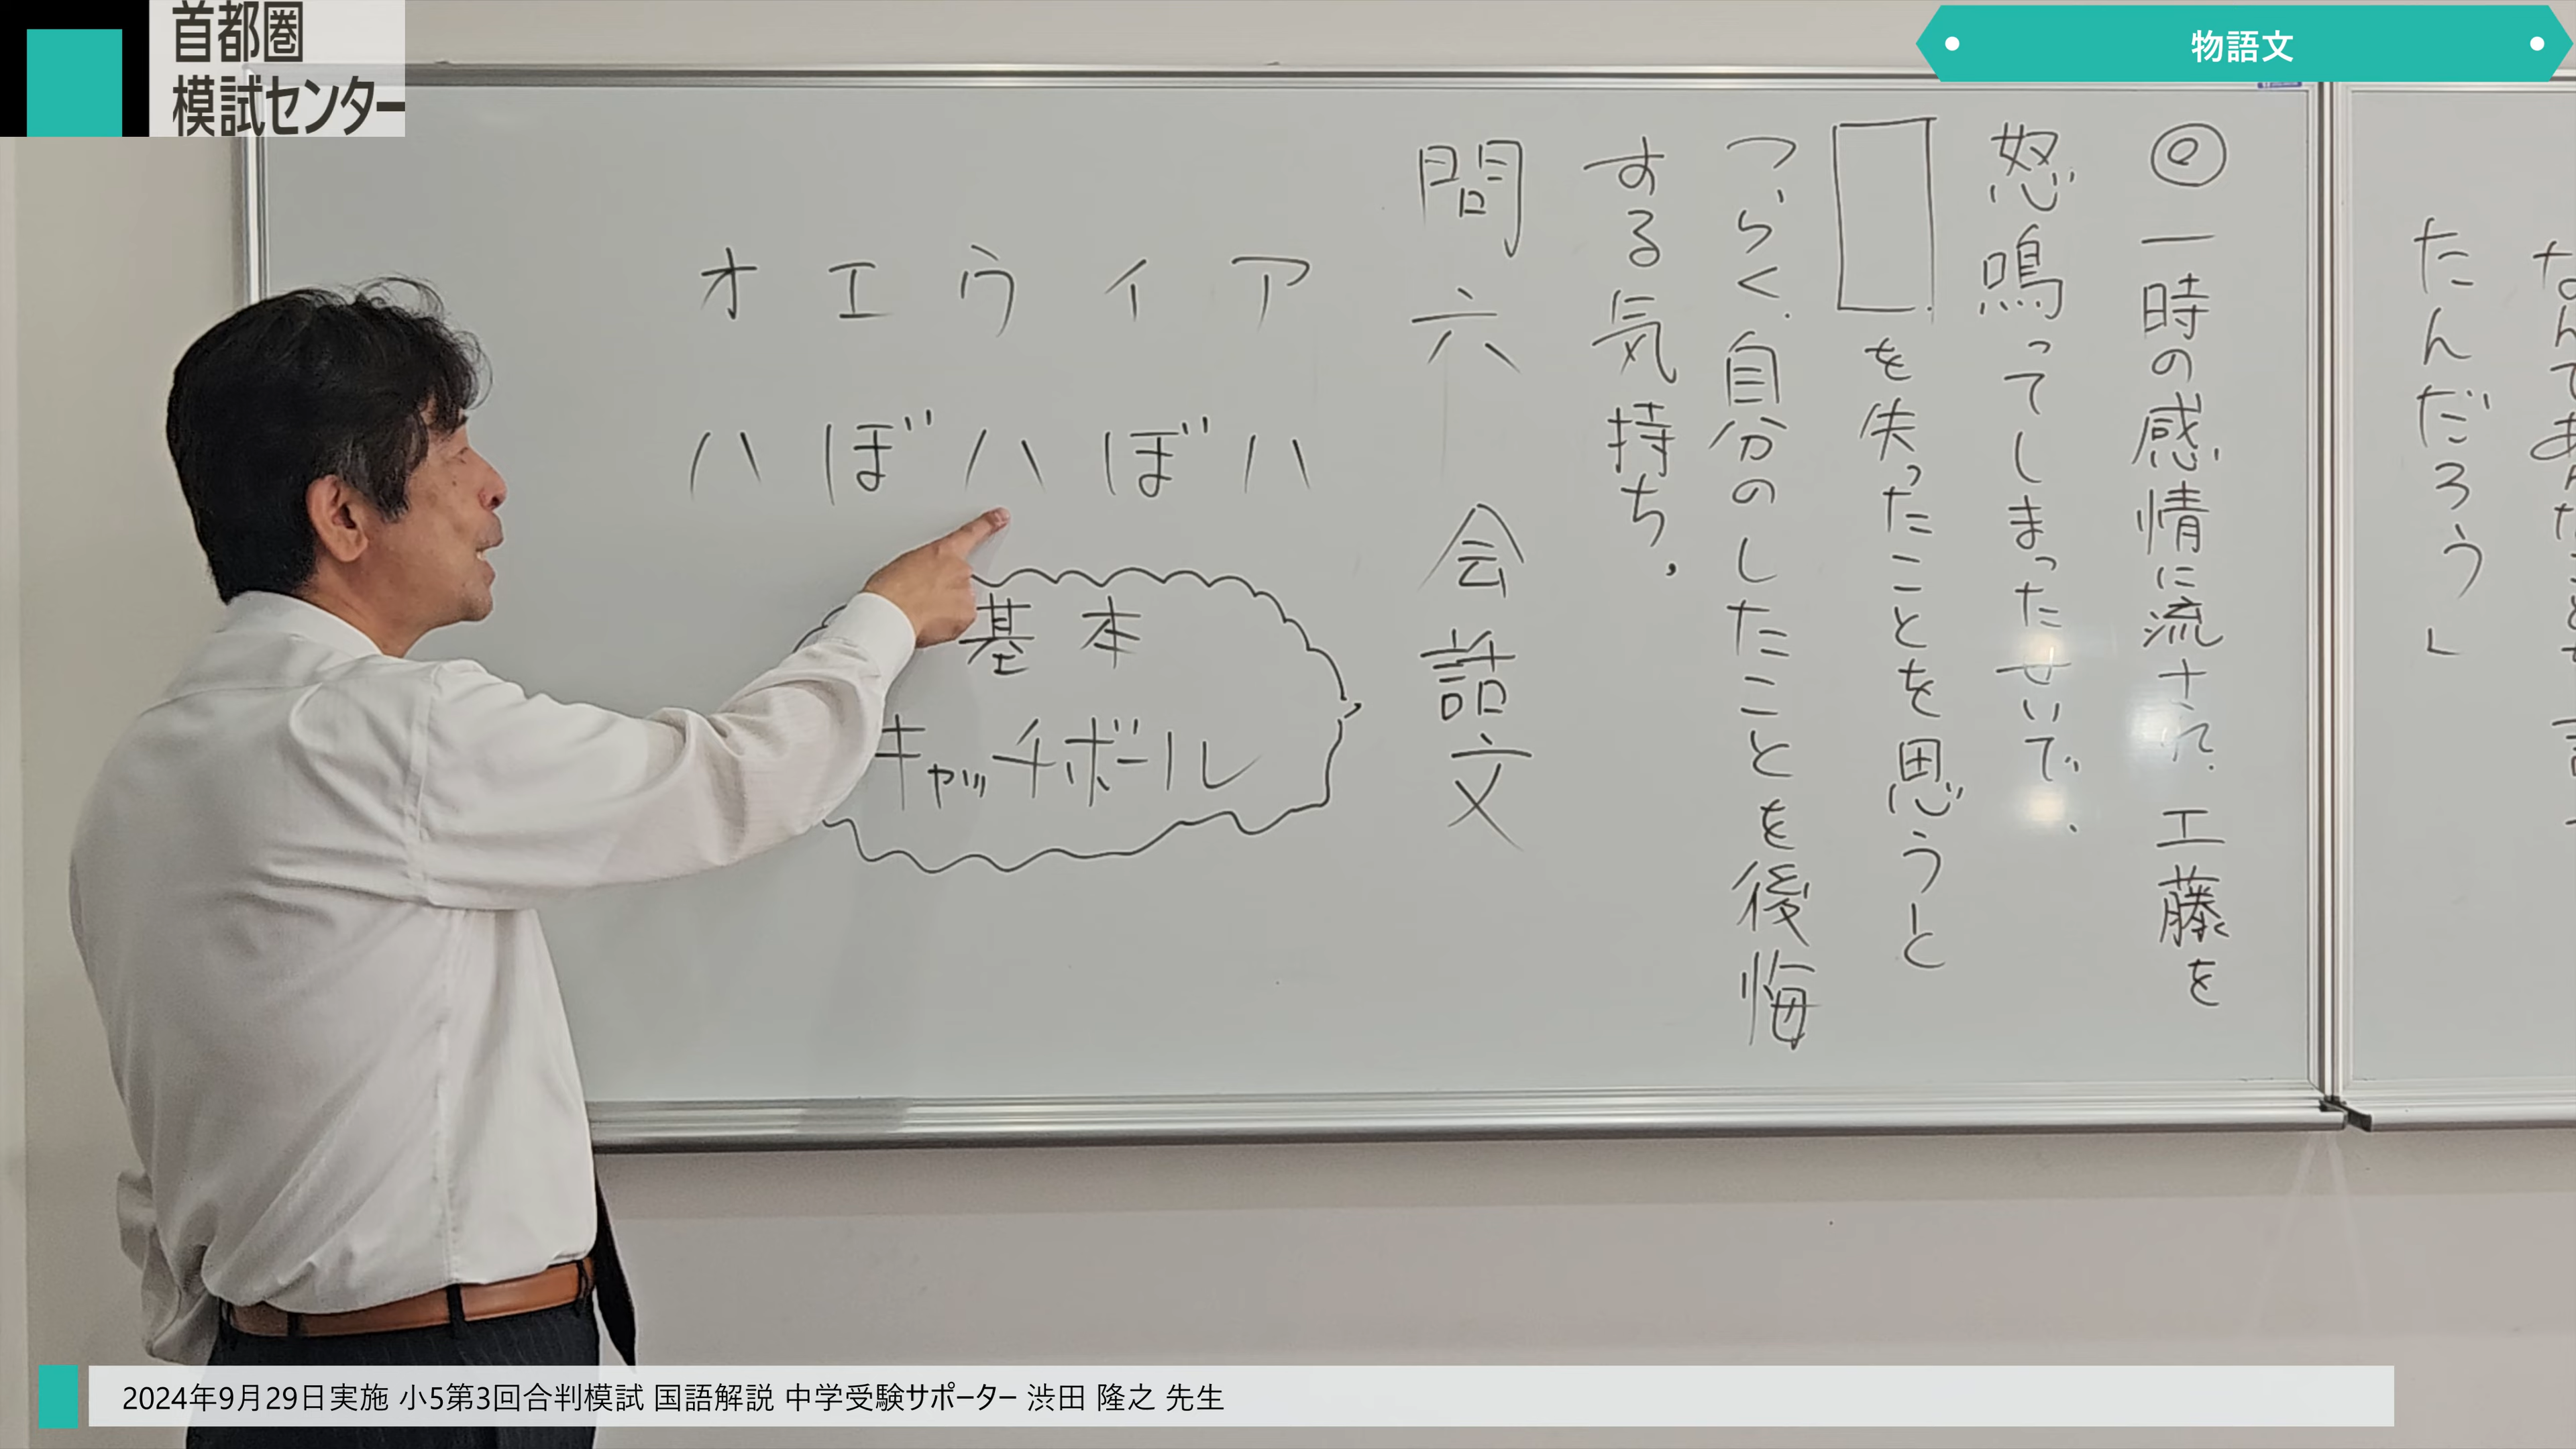 首都圏
模試センター
物語文
たんだろう」
◎一時の感情に流され、工藤を
怒鳴ってしまったせいで、
を失ったことを思うと
つらく、自分のしたことを後悔
する気持ち。
問六 会話文
ア ハ
イ ぼ
ウ ハ
エ ぼ
オ ハ
基本
キャッチボール
2024年9月29日実施 小5第3回合判模試 国語解説 中学受験サポーター 渋田 隆之 先生